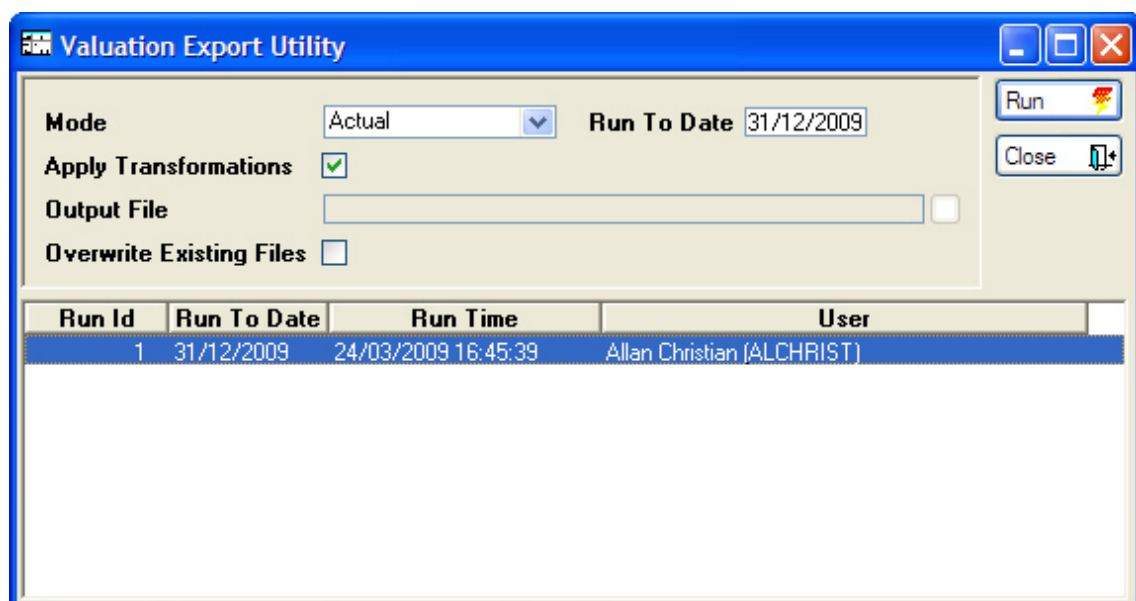 Valuation Export Utility
Mode Actual Run To Date 31/12/2009 Run
Apply Transformations Close
Output File
Overwrite Existing Files
Run Id Run To Date Run Time User
1 31/12/2009 24/03/2009 16:45:39 Allan Christian (ALCHRIST)